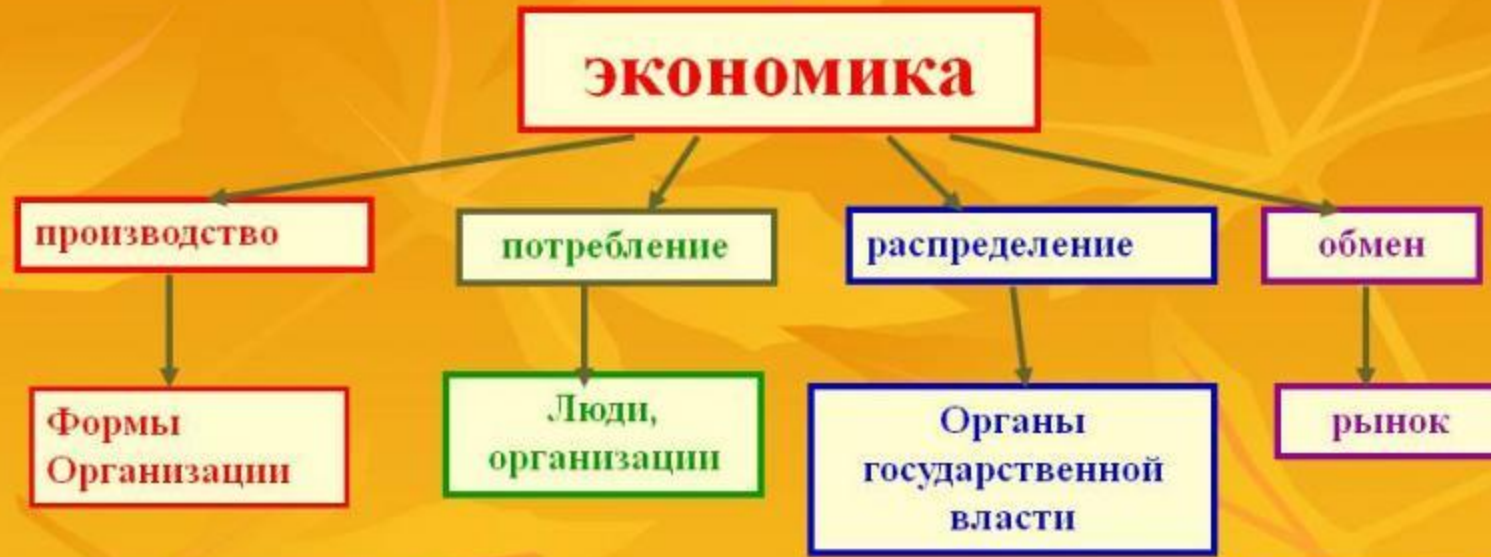 экономика
производство
потребление
распределение
обмен
Формы
Организации
Люди,
организации
Органы
государственной
власти
рынок